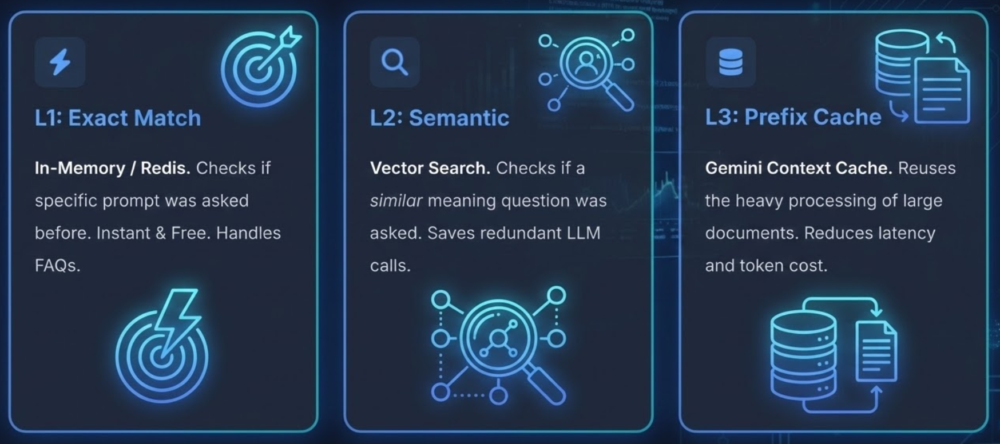 L1: Exact Match
In-Memory / Redis. Checks if
specific prompt was asked
before. Instant & Free. Handles
FAQs.
L2: Semantic
Vector Search. Checks if a
similar meaning question was
asked. Saves redundant LLM
calls.
L3: Prefix Cache
Gemini Context Cache. Reuses
the heavy processing of large
documents. Reduces latency
and token cost.